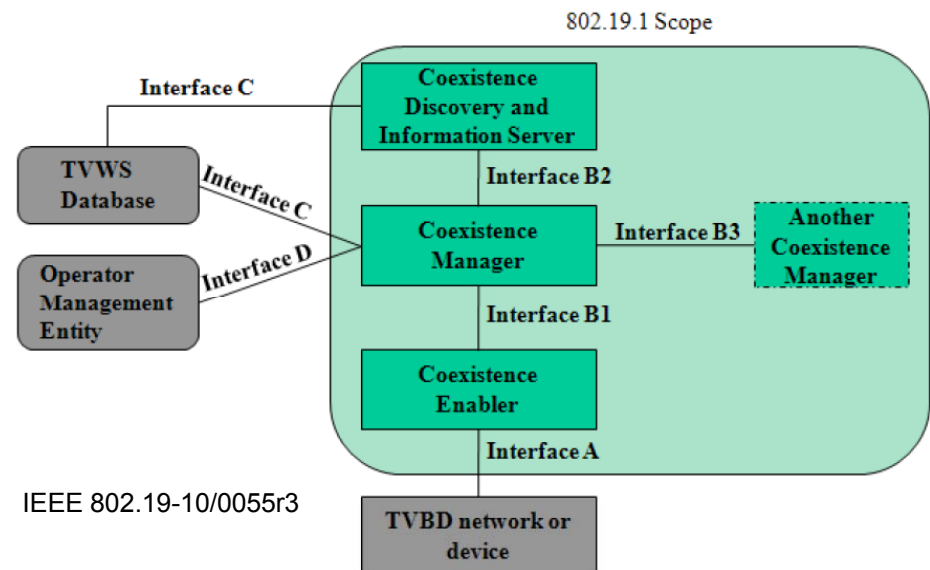 802.19.1 Scope
Interface C
Coexistence
Discovery and
Information Server
TVWS
Database
Interface C
Interface B2
Coexistence
Manager
Interface B3
Another
Coexistence
Manager
Operator
Management
Entity
Interface D
Interface B1
Coexistence
Enabler
Interface A
IEEE 802.19-10/0055r3
TVBD network or
device